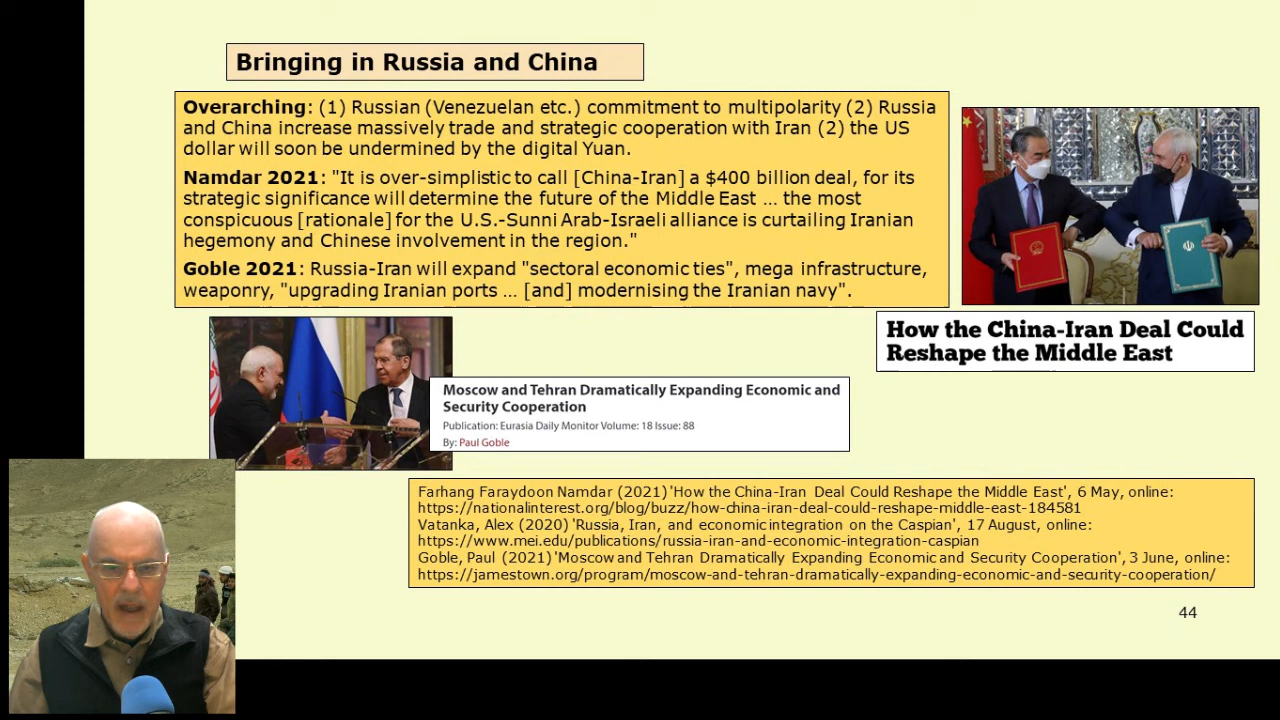 Bringing in Russia and China
Overarching: (1) Russian (Venezuelan etc.) commitment to multipolarity (2) Russia
and China increase massively trade and strategic cooperation with Iran (2) the US
dollar will soon be undermined by the digital Yuan.
Namdar 2021: "It is over-simplistic to call [China-Iran] a $400 billion deal, for its
strategic significance will determine the future of the Middle East ... the most
conspicuous [rationale] for the U.S.-Sunni Arab-Israeli alliance is curtailing Iranian
hegemony and Chinese involvement in the region."
Goble 2021: Russia-Iran will expand "sectoral economic ties", mega infrastructure,
weaponry, "upgrading Iranian ports ... [and] modernising the Iranian navy".
How the China-Iran Deal Could
Reshape the Middle East
Moscow and Tehran Dramatically Expanding Economic and
Security Cooperation
Publication: Eurasia Daily Monitor Volume: 18 Issue: 88
By: Paul Goble
Farhang Faraydoon Namdar (2021) 'How the China-Iran Deal Could Reshape the Middle East', 6 May, online:
https://nationalinterest.org/blog/buzz/how-china-iran-deal-could-reshape-middle-east-184581
Vatanka, Alex (2020) 'Russia, Iran, and economic integration on the Caspian', 17 August, online:
https://www.mei.edu/publications/russia-iran-and-economic-integration-caspian
Goble, Paul (2021) 'Moscow and Tehran Dramatically Expanding Economic and Security Cooperation', 3 June, online:
https://jamestown.org/program/moscow-and-tehran-dramatically-expanding-economic-and-security-cooperation/
44